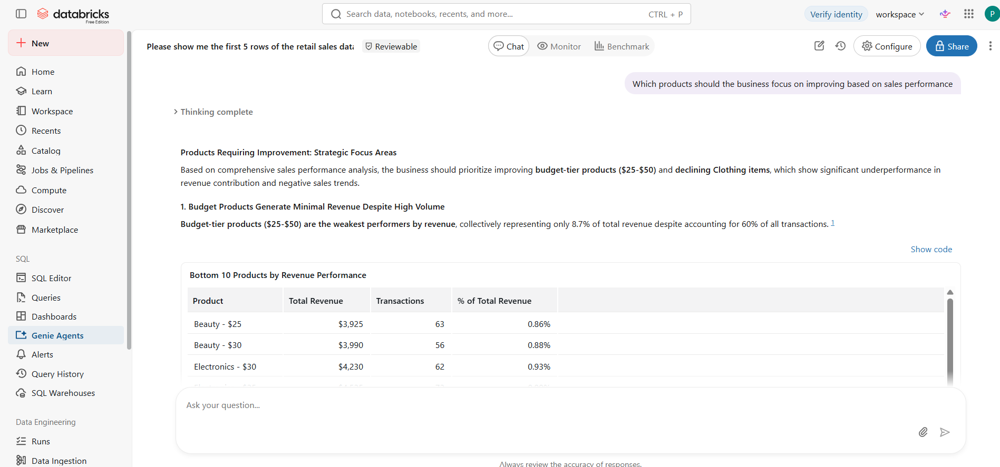 databricks
Free Edition
Search data, notebooks, recents, and more...
CTRL + P
Verify identity
workspace
P
New
Home
Learn
Workspace
Recents
Catalog
Jobs & Pipelines
Compute
Discover
Marketplace
SQL
SQL Editor
Queries
Dashboards
Genie Agents
Alerts
Query History
SQL Warehouses
Data Engineering
Runs
Data Ingestion
Please show me the first 5 rows of the retail sales data
Reviewable
Chat
Monitor
Benchmark
Configure
Share
Which products should the business focus on improving based on sales performance
Thinking complete
Products Requiring Improvement: Strategic Focus Areas
Based on comprehensive sales performance analysis, the business should prioritize improving budget-tier products ($25-$50) and declining Clothing items, which show significant underperformance in
revenue contribution and negative sales trends.
1. Budget Products Generate Minimal Revenue Despite High Volume
Budget-tier products ($25-$50) are the weakest performers by revenue, collectively representing only 8.7% of total revenue despite accounting for 60% of all transactions. 1
Show code
Bottom 10 Products by Revenue Performance
Product Total Revenue Transactions % of Total Revenue
Beauty - $25 $3,925 63 0.86%
Beauty - $30 $3,990 56 0.88%
Electronics - $30 $4,230 62 0.93%
Ask your question...
Always review the accuracy of responses.